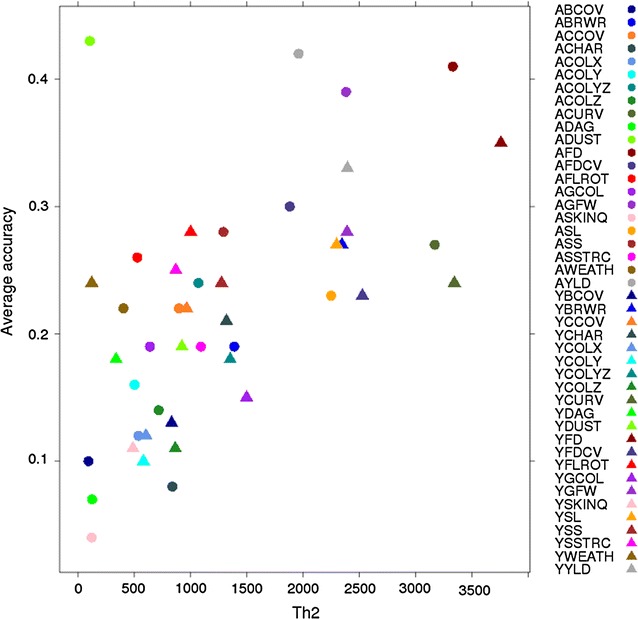 Average accuracy
0.4
0.3
0.2
0.1
0
500
1000
1500
2000
2500
3000
3500
Th2
ABCOV
ABRWR
ACCOV
ACHAR
ACOLX
ACOLY
ACOLYZ
ACOLZ
ACURV
ADAG
ADUST
AFD
AFDCV
AFLROT
AGCOL
AGFW
ASKINQ
ASL
ASS
ASSTRC
AWEATH
AYLD
YBCOV
YBRWR
YCCOV
YCHAR
YCOLX
YCOLY
YCOLYZ
YCOLZ
YCURV
YDAG
YDUST
YFD
YFDCV
YFLROT
YGCOL
YGFW
YSKINQ
YSL
YSS
YSSTRC
YWEATH
YYLD